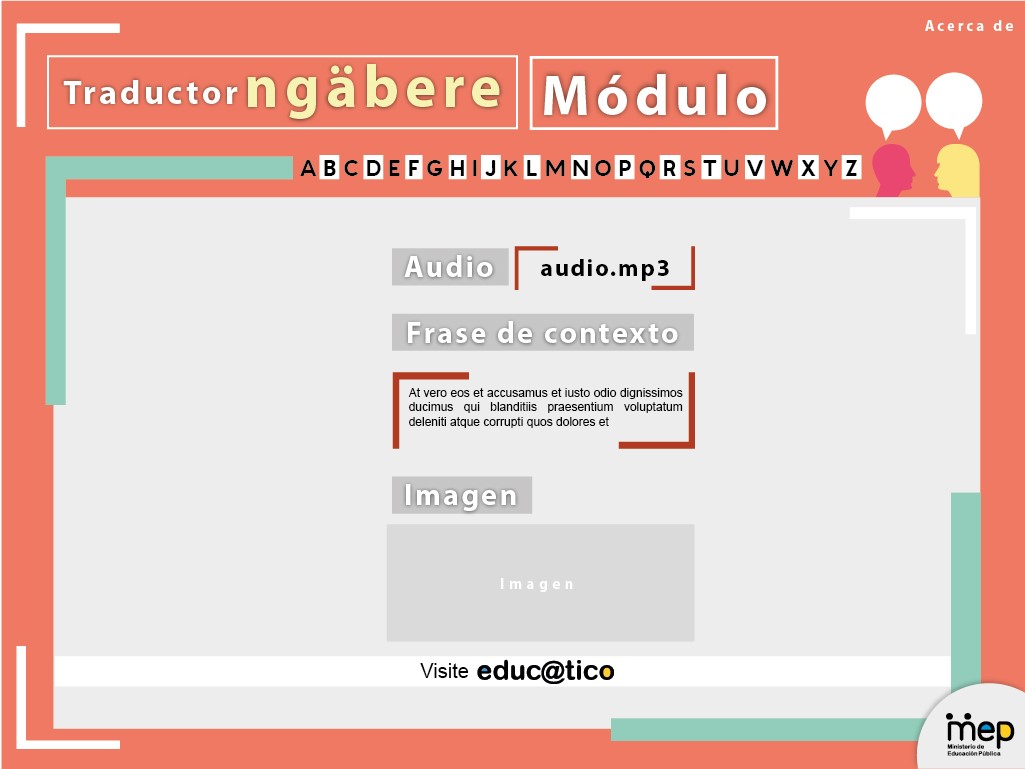 Acerca de
Traductor ngäbere Módulo
A B C D E F G H I J K L M N O P Q R S T U V W X Y Z
Audio audio.mp3
Frase de contexto
At vero eos et accusamus et iusto odio dignissimos
ducimus qui blanditiis praesentium voluptatum
deleniti atque corrupti quos dolores et
Imagen
Imagen
Visite educ@tico
mep
Ministerio de
Educación Pública